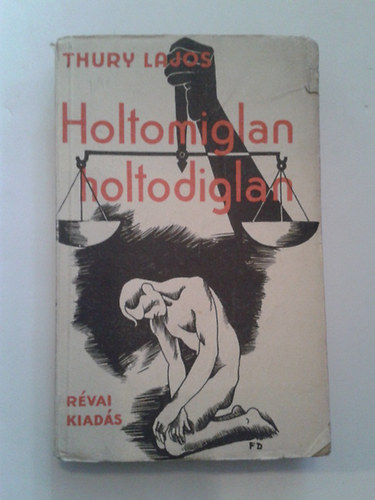 THURY LAJOS
Holtomiglan
holtodiglan
RÉVAI
KIADÁS
FD